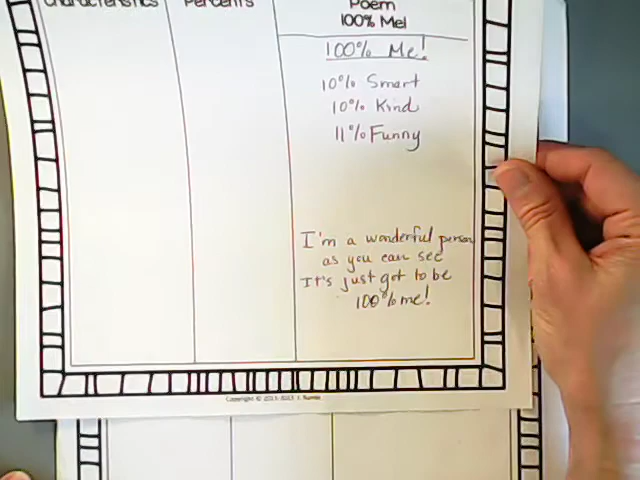 Characteristics
Percents
Poem
100% Me!
100% Me!
10% Smart
10% Kind
11% Funny
I'm a wonderful person
as you can see
It's just got to be
100% me!
Copyright ©